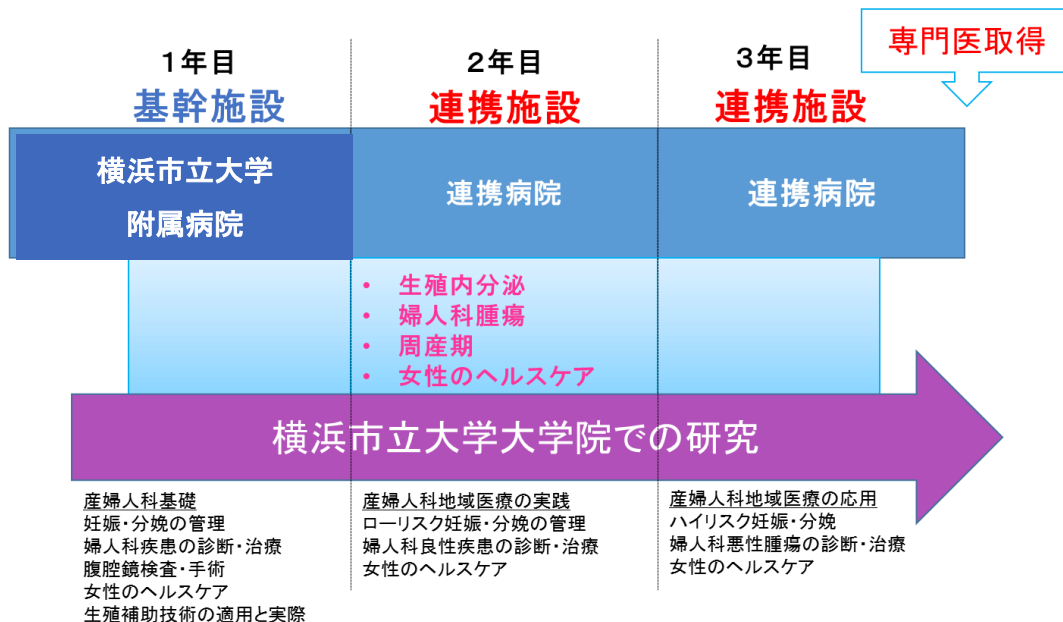 専門医取得
1年目
基幹施設
2年目
連携施設
3年目
連携施設
横浜市立大学
附属病院
連携病院
連携病院
• 生殖内分泌
• 婦人科腫瘍
• 周産期
• 女性のヘルスケア
横浜市立大学大学院での研究
産婦人科基礎
妊娠・分娩の管理
婦人科疾患の診断・治療
腹腔鏡検査・手術
女性のヘルスケア
生殖補助技術の適用と実際
産婦人科地域医療の実践
ローリスク妊娠・分娩の管理
婦人科良性疾患の診断・治療
女性のヘルスケア
産婦人科地域医療の応用
ハイリスク妊娠・分娩
婦人科悪性腫瘍の診断・治療
女性のヘルスケア